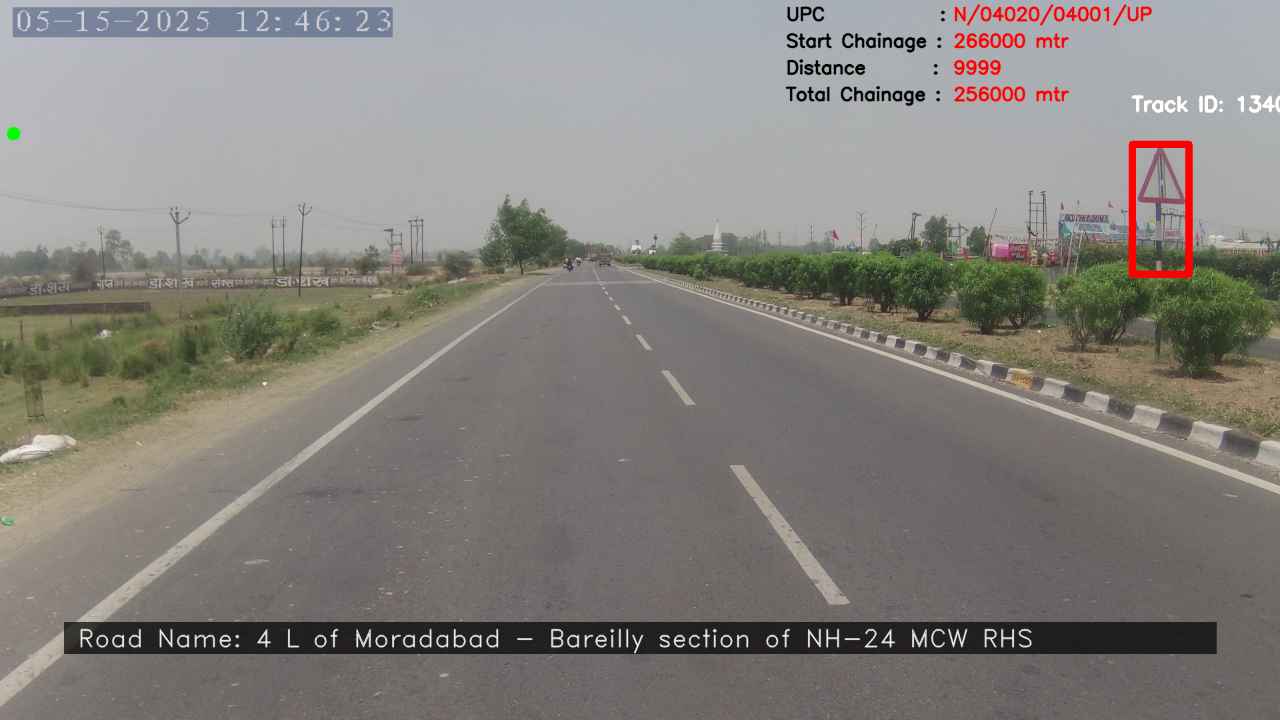 05-15-2025 12:46:23
UPC : N/04020/04001/UP
Start Chainage : 266000 mtr
Distance : 9999
Total Chainage : 256000 mtr
Track ID: 1340
Road Name: 4 L of Moradabad - Bareilly section of NH-24 MCW RHS